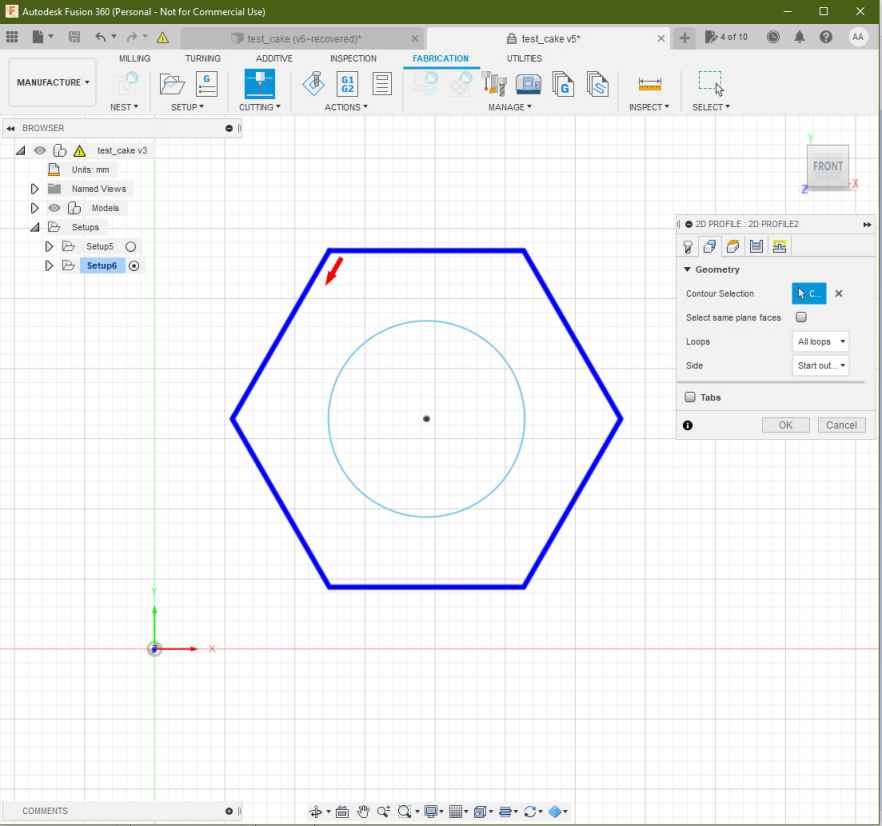 Autodesk Fusion 360 (Personal - Not for Commercial Use)
test_cake (v6~recovered)*
test_cake v5*
4 of 10
AA
MILLING
TURNING
ADDITIVE
INSPECTION
FABRICATION
UTILITIES
MANUFACTURE
G
G1
G2
G
NEST
SETUP
CUTTING
ACTIONS
MANAGE
INSPECT
SELECT
BROWSER
test_cake v3
Units: mm
Named Views
Models
Setups
Setup5
Setup6
Y
FRONT
X
Z
2D PROFILE : 2D PROFILE2
Geometry
Contour Selection
C...
Select same plane faces
Loops
All loops
Side
Start out...
Tabs
OK
Cancel
Y
X
COMMENTS